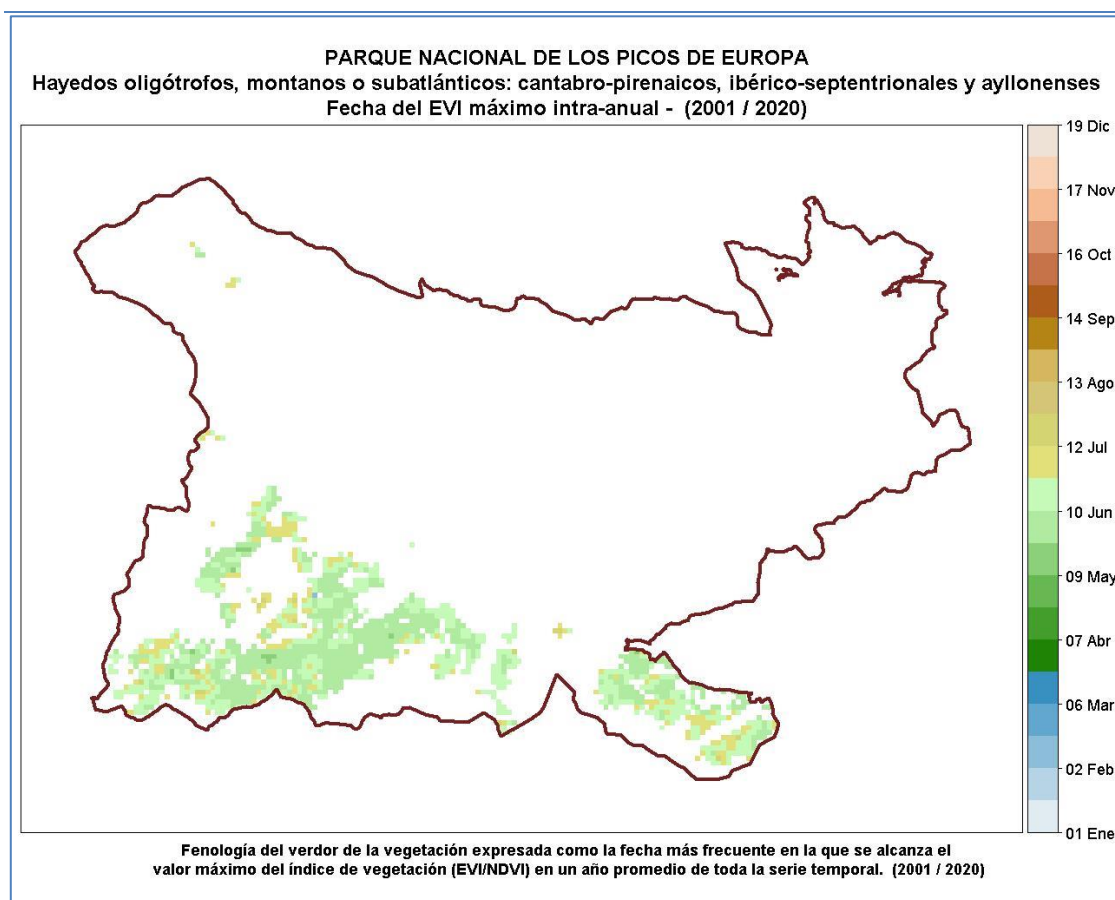 PARQUE NACIONAL DE LOS PICOS DE EUROPA
Hayedos oligótrofos, montanos o subatlánticos: cantabro-pirenaicos, ibérico-septentrionales y ayllonenses
Fecha del EVI máximo intra-anual - (2001 / 2020)
19 Dic
17 Nov
16 Oct
14 Sep
13 Ago
12 Jul
10 Jun
09 May
07 Abr
06 Mar
02 Feb
01 Ene
Fenología del verdor de la vegetación expresada como la fecha más frecuente en la que se alcanza el
valor máximo del índice de vegetación (EVI/NDVI) en un año promedio de toda la serie temporal. (2001 / 2020)